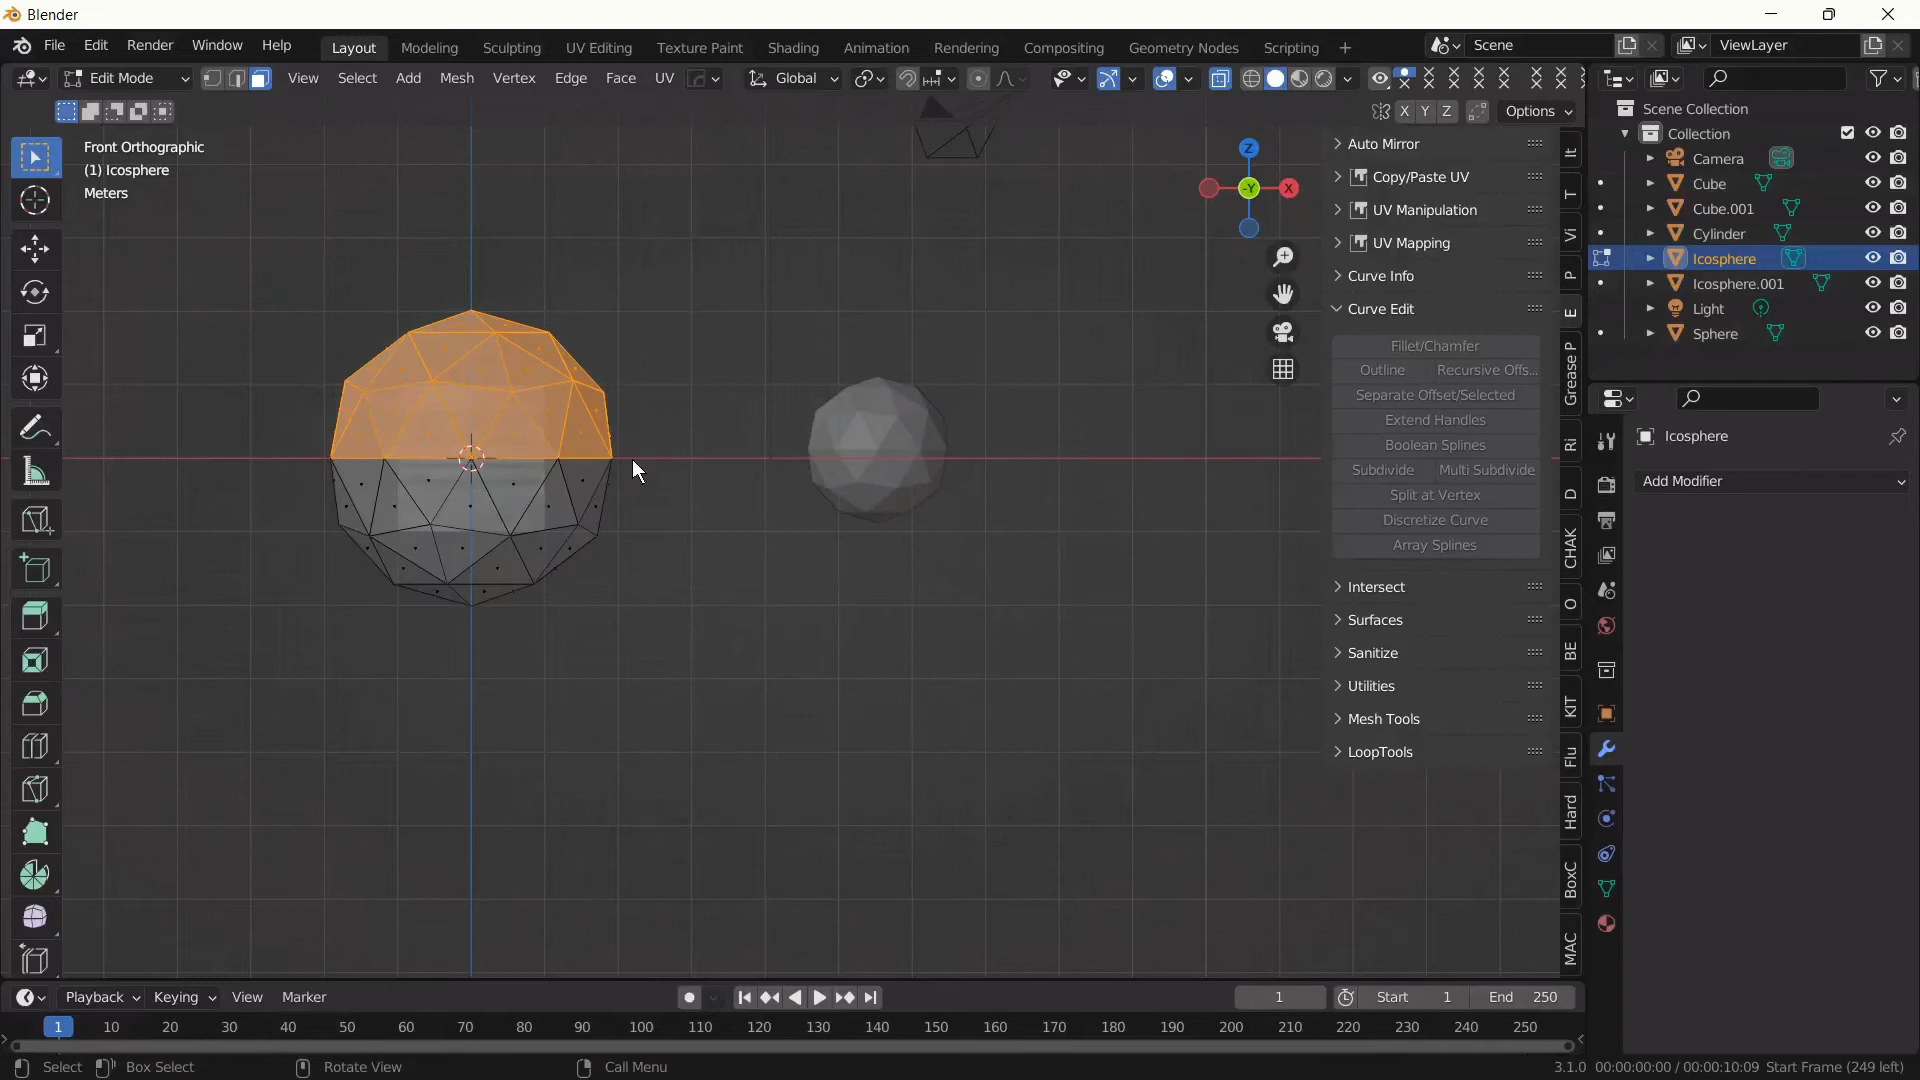 Blender
File Edit Render Window Help Layout Modeling Sculpting UV Editing Texture Paint Shading Animation Rendering Compositing Geometry Nodes Scripting + Scene ViewLayer
Edit Mode View Select Add Mesh Vertex Edge Face UV Global
X Y Z Options
Front Orthographic
(1) Icosphere
Meters
Z
-Y
X
Auto Mirror
Copy/Paste UV
UV Manipulation
UV Mapping
Curve Info
Curve Edit
Fillet/Chamfer
Outline Recursive Offs...
Separate Offset/Selected
Extend Handles
Boolean Splines
Subdivide Multi Subdivide
Split at Vertex
Discretize Curve
Array Splines
Intersect
Surfaces
Sanitize
Utilities
Mesh Tools
LoopTools
It
T
Vi
P
E
Grease P
Ri
D
CHAK
O
BE
KIT
Flu
Hard
BoxC
MAC
Scene Collection
Collection
Camera
Cube
Cube.001
Cylinder
Icosphere
Icosphere.001
Light
Sphere
Icosphere
Add Modifier
Playback Keying View Marker 1 Start 1 End 250
1 10 20 30 40 50 60 70 80 90 100 110 120 130 140 150 160 170 180 190 200 210 220 230 240 250
Select Box Select Rotate View Call Menu 3.1.0 00:00:00:00 / 00:00:10:09 Start Frame (249 left)